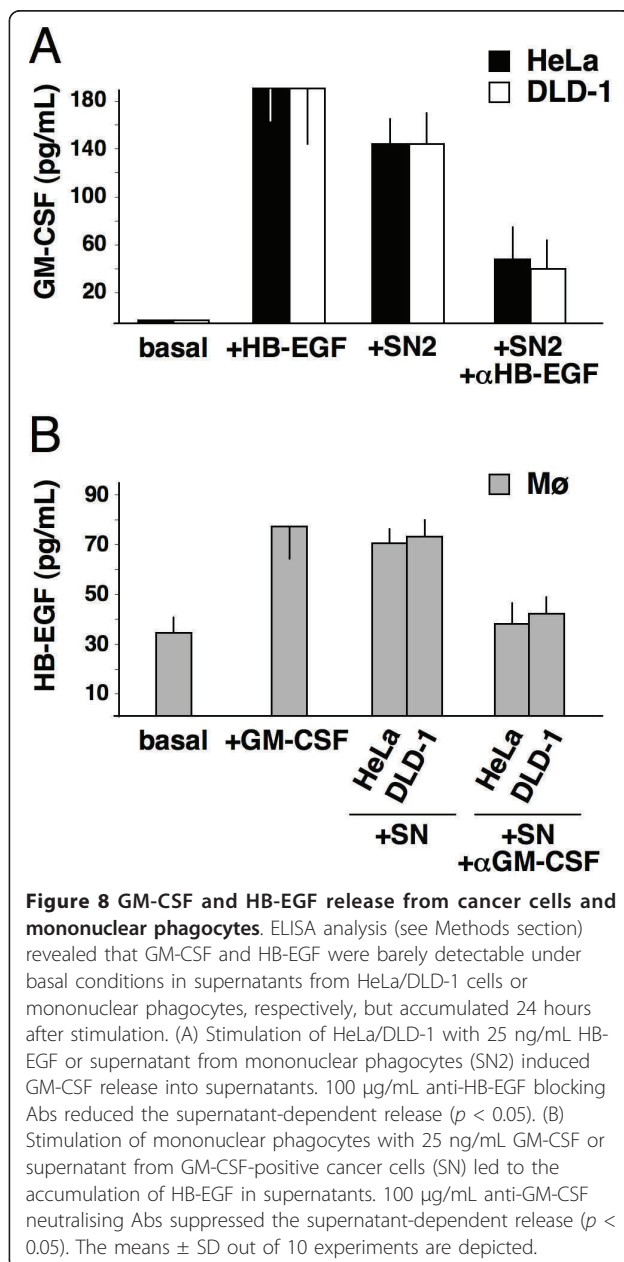 A
HeLa
DLD-1
GM-CSF (pg/mL)
180
140
100
60
20
basal +HB-EGF +SN2 +SN2
+αHB-EGF
B
Mø
HB-EGF (pg/mL)
90
70
50
30
10
basal +GM-CSF HeLa DLD-1 HeLa DLD-1
+SN +SN
+αGM-CSF
Figure 8 GM-CSF and HB-EGF release from cancer cells and
mononuclear phagocytes. ELISA analysis (see Methods section)
revealed that GM-CSF and HB-EGF were barely detectable under
basal conditions in supernatants from HeLa/DLD-1 cells or
mononuclear phagocytes, respectively, but accumulated 24 hours
after stimulation. (A) Stimulation of HeLa/DLD-1 with 25 ng/mL HB-
EGF or supernatant from mononuclear phagocytes (SN2) induced
GM-CSF release into supernatants. 100 μg/mL anti-HB-EGF blocking
Abs reduced the supernatant-dependent release (p < 0.05). (B)
Stimulation of mononuclear phagocytes with 25 ng/mL GM-CSF or
supernatant from GM-CSF-positive cancer cells (SN) led to the
accumulation of HB-EGF in supernatants. 100 μg/mL anti-GM-CSF
neutralising Abs suppressed the supernatant-dependent release (p <
0.05). The means ± SD out of 10 experiments are depicted.